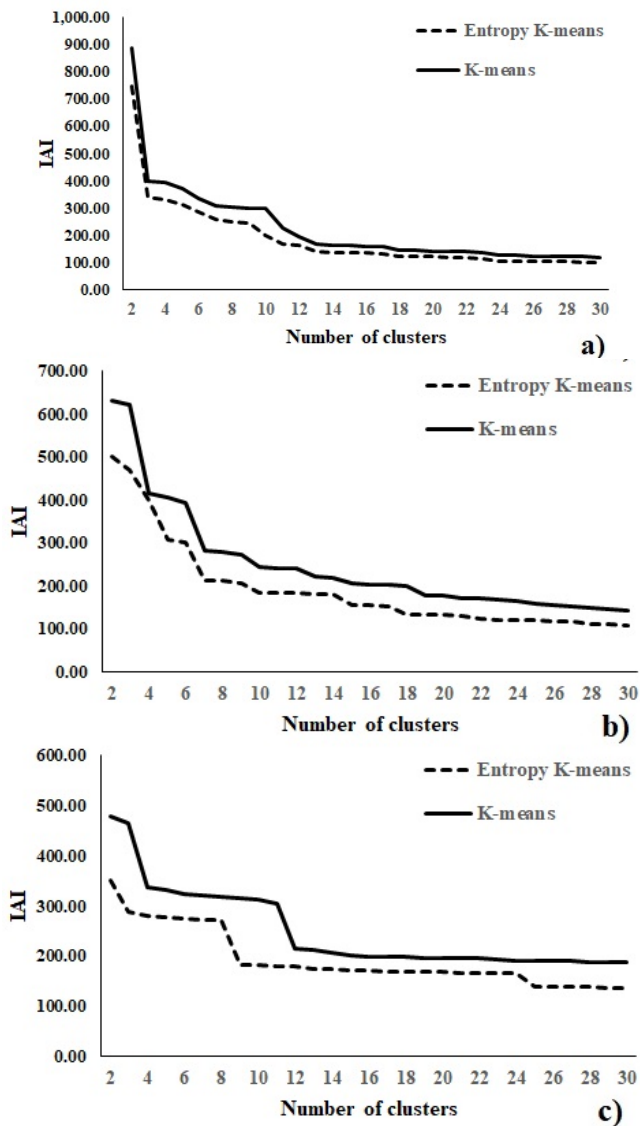 1,000.00
900.00
800.00
700.00
600.00
500.00
400.00
300.00
200.00
100.00
0.00
IAI
Entropy K-means
K-means
2 4 6 8 10 12 14 16 18 20 22 24 26 28 30
Number of clusters
a)
700.00
600.00
500.00
400.00
300.00
200.00
100.00
0.00
IAI
Entropy K-means
K-means
2 4 6 8 10 12 14 16 18 20 22 24 26 28 30
Number of clusters
b)
600.00
500.00
400.00
300.00
200.00
100.00
0.00
IAI
Entropy K-means
K-means
2 4 6 8 10 12 14 16 18 20 22 24 26 28 30
Number of clusters
c)